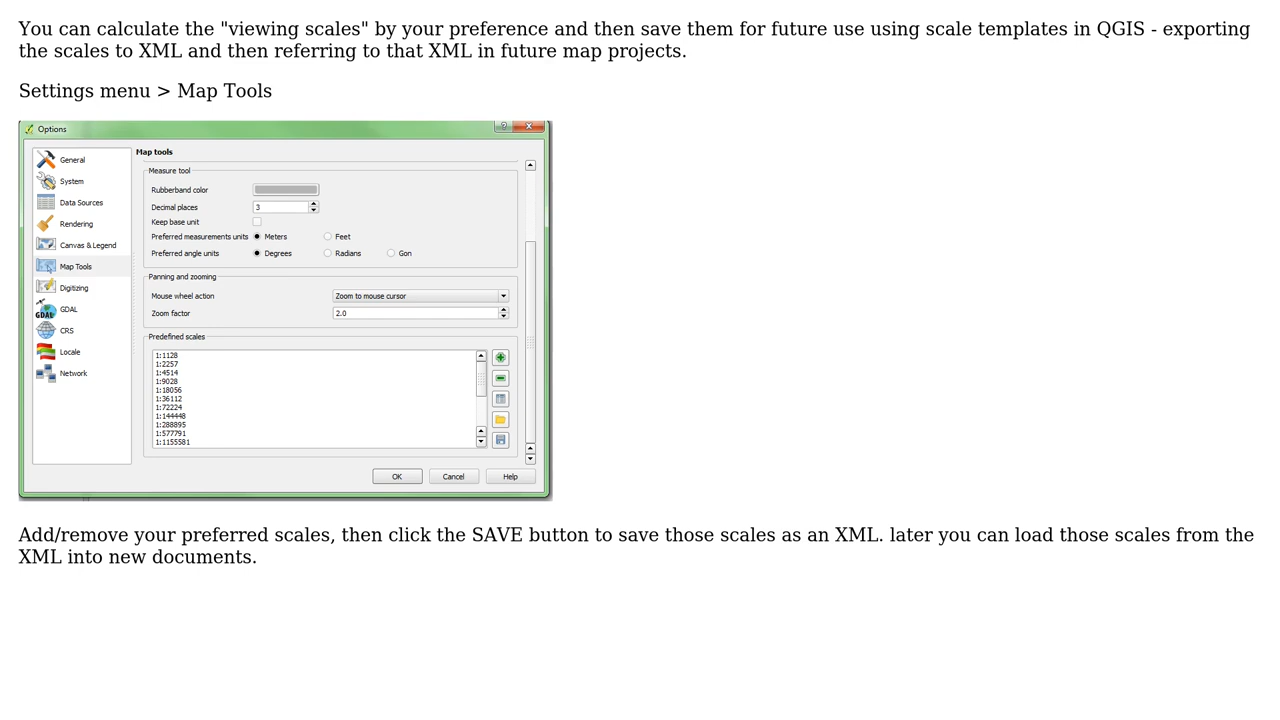 You can calculate the "viewing scales" by your preference and then save them for future use using scale templates in QGIS - exporting
the scales to XML and then referring to that XML in future map projects.
Settings menu > Map Tools
Options
General
System
Data Sources
Rendering
Canvas & Legend
Map Tools
Digitizing
GDAL GDAL
CRS
Locale
Network
Map tools
Measure tool
Rubberband color
Decimal places 3
Keep base unit
Preferred measurements units Meters Feet
Preferred angle units Degrees Radians Gon
Panning and zooming
Mouse wheel action Zoom to mouse cursor
Zoom factor 2.0
Predefined scales
1:1128
1:2257
1:4514
1:9028
1:18056
1:36112
1:72224
1:144448
1:288895
1:577791
1:1155581
OK Cancel Help
Add/remove your preferred scales, then click the SAVE button to save those scales as an XML. later you can load those scales from the
XML into new documents.